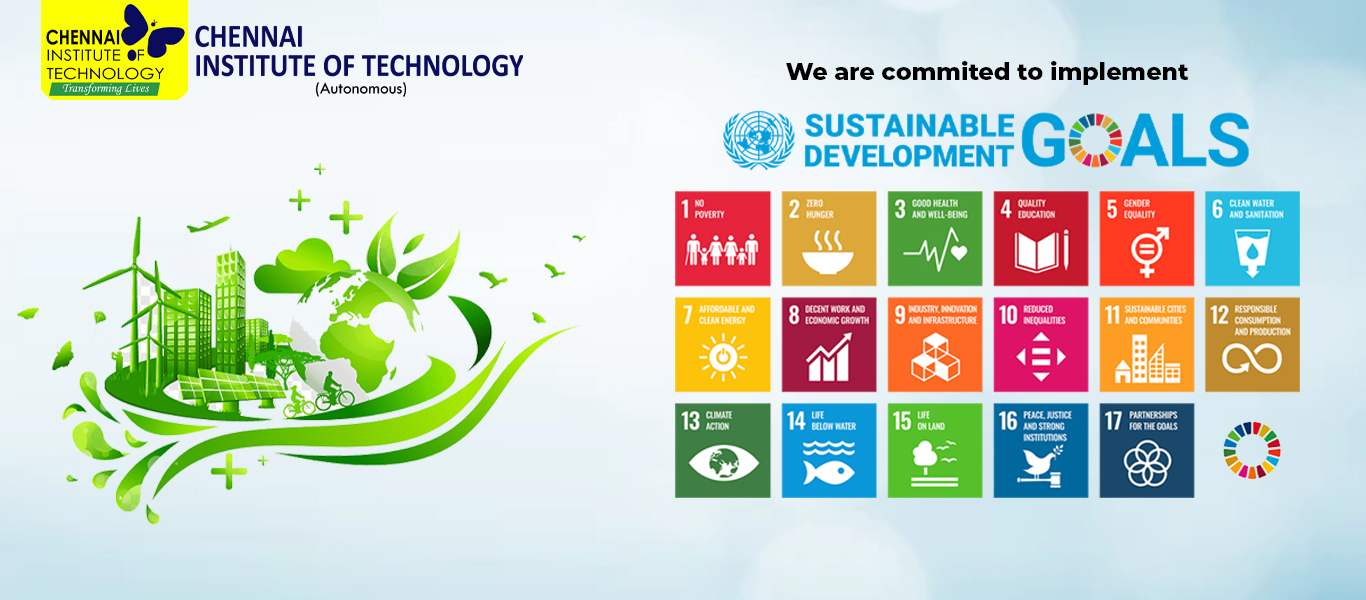 CHENNAI
INSTITUTE OF
TECHNOLOGY
Transforming Lives
CHENNAI
INSTITUTE OF TECHNOLOGY
(Autonomous)
We are commited to implement
SUSTAINABLE
DEVELOPMENT
GOALS
1 NO
POVERTY
2 ZERO
HUNGER
3 GOOD HEALTH
AND WELL-BEING
4 QUALITY
EDUCATION
5 GENDER
EQUALITY
6 CLEAN WATER
AND SANITATION
7 AFFORDABLE AND
CLEAN ENERGY
8 DECENT WORK AND
ECONOMIC GROWTH
9 INDUSTRY, INNOVATION
AND INFRASTRUCTURE
10 REDUCED
INEQUALITIES
11 SUSTAINABLE CITIES
AND COMMUNITIES
12 RESPONSIBLE
CONSUMPTION
AND PRODUCTION
13 CLIMATE
ACTION
14 LIFE
BELOW WATER
15 LIFE
ON LAND
16 PEACE, JUSTICE
AND STRONG
INSTITUTIONS
17 PARTNERSHIPS
FOR THE GOALS